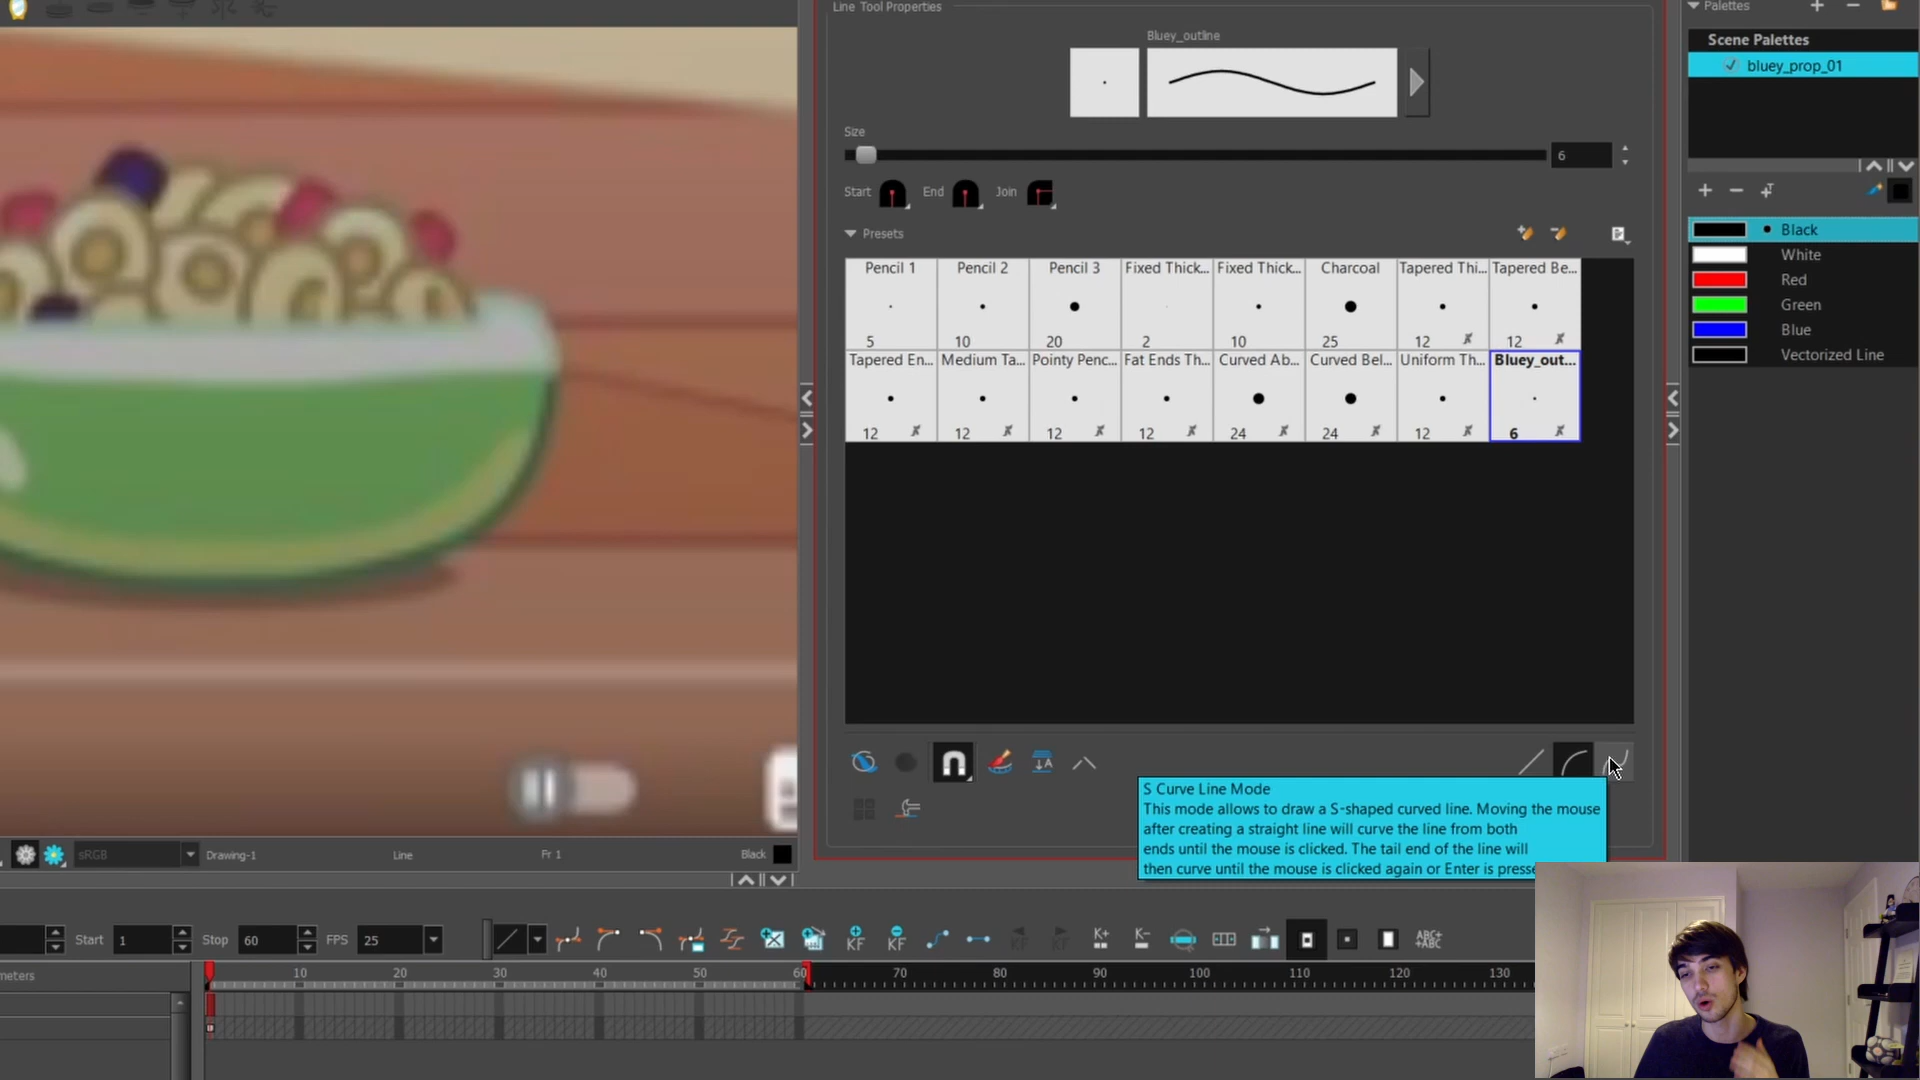 Line Tool Properties
Palettes
Bluey_outline
Scene Palettes
bluey_prop_01
Size
6
Start
End
Join
Presets
Black
White
Red
Green
Blue
Vectorized Line
Pencil 1
Pencil 2
Pencil 3
Fixed Thick...
Fixed Thick...
Charcoal
Tapered Thi...
Tapered Be...
5
10
20
2
10
25
12
12
Tapered En...
Medium Ta...
Pointy Penc...
Fat Ends Th...
Curved Ab...
Curved Bel...
Uniform Th...
Bluey_out...
12
12
12
12
24
24
12
6
S Curve Line Mode
This mode allows to draw a S-shaped curved line. Moving the mouse
after creating a straight line will curve the line from both
ends until the mouse is clicked. The tail end of the line will
then curve until the mouse is clicked again or Enter is presse
sRGB
Drawing-1
Line
Fr 1
Black
Start 1
Stop 60
FPS 25
KF
KF
K+
K-
ABC+
+ABC
meters
10
20
30
40
50
60
70
80
90
100
110
120
130